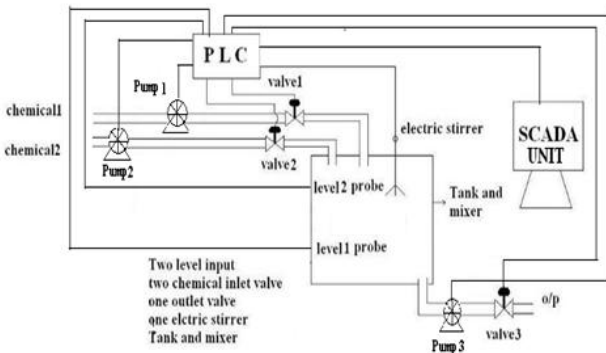 PLC
valve1
Pump 1
chemical1
chemical2
Pump2
valve2
electric stirrer
SCADA
UNIT
level2 probe
Tank and
mixer
level1 probe
Two level input
two chemical inlet valve
one outlet valve
one elctric stirrer
Tank and mixer
o/p
valve3
Pump 3